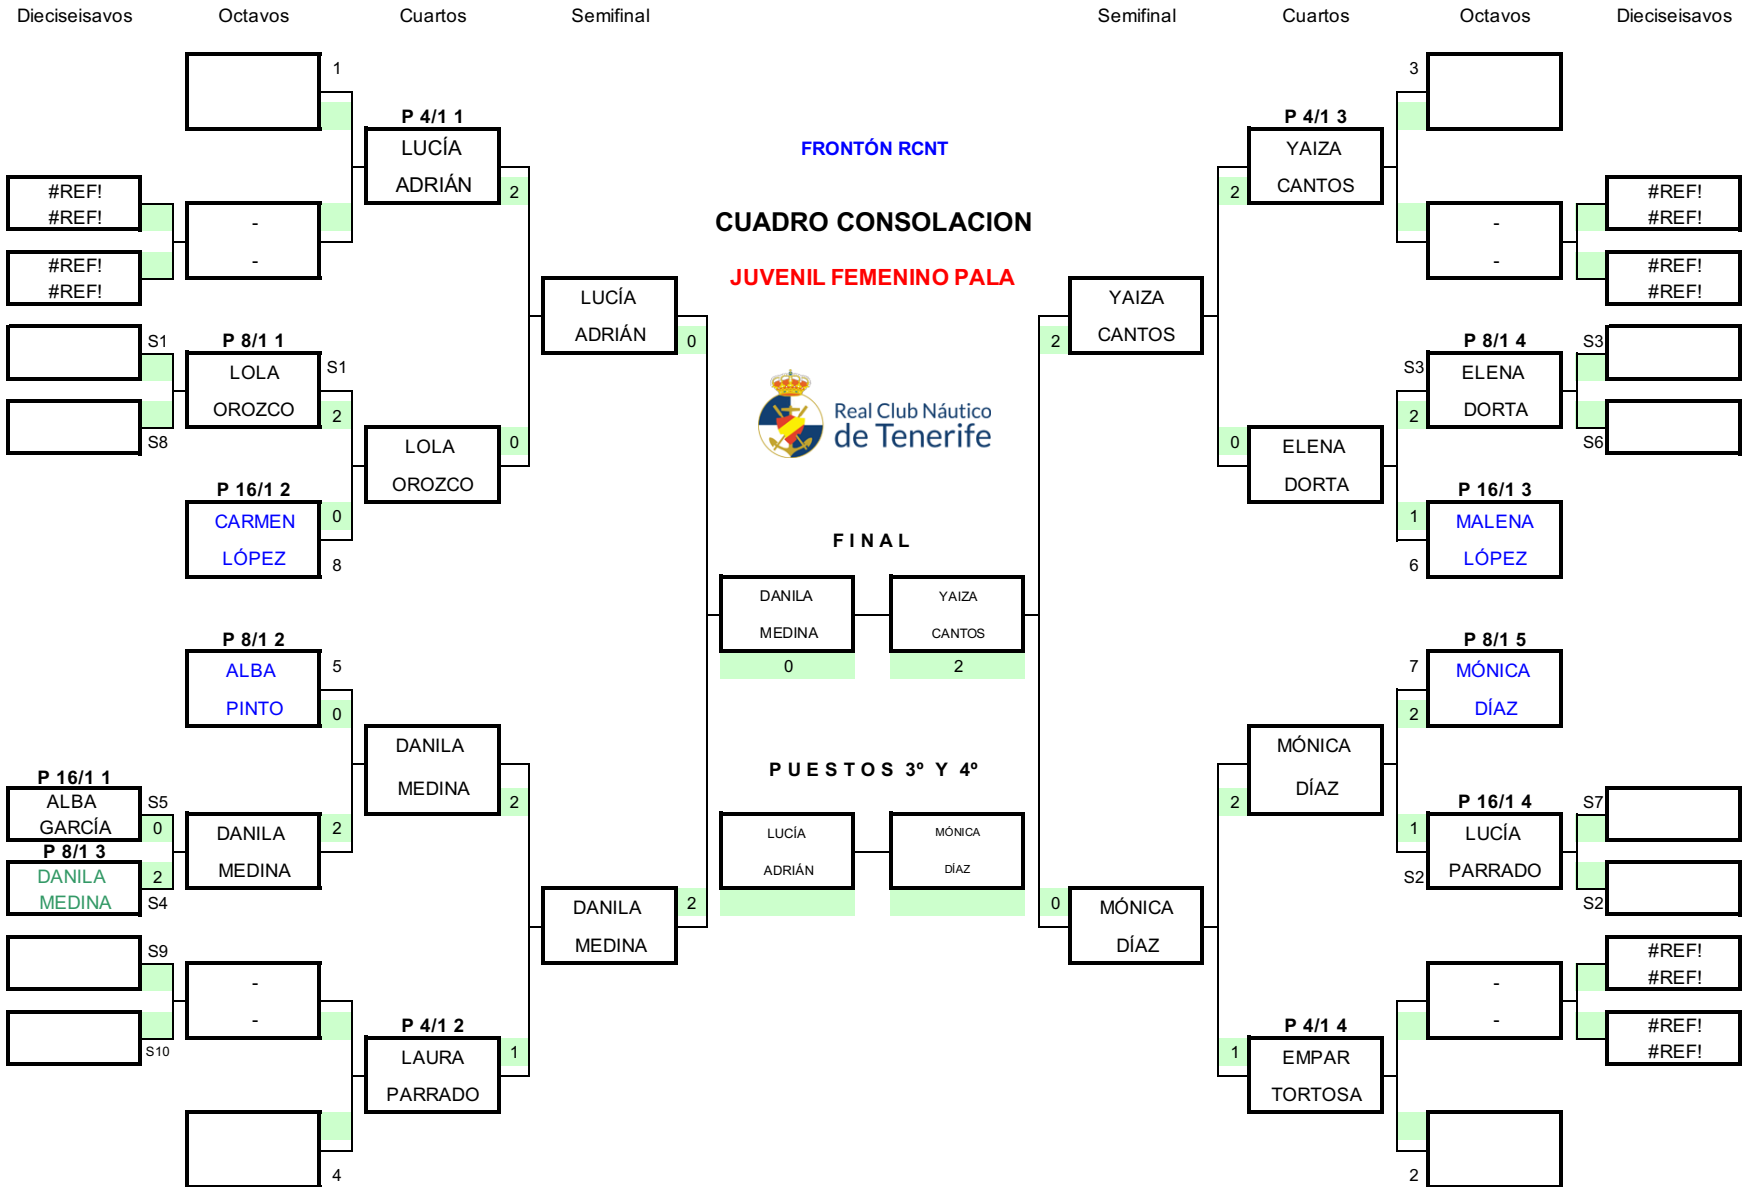 Dieciseisavos Octavos Cuartos Semifinal Semifinal Cuartos Octavos Dieciseisavos
1 3
P 4/1 1 P 4/1 3
LUCÍA FRONTÓN RCNT YAIZA
ADRIÁN CANTOS
#REF! 2 2 #REF!
#REF! #REF!
- CUADRO CONSOLACION -
- -
#REF! #REF!
#REF! JUVENIL FEMENINO PALA #REF!
LUCÍA YAIZA
ADRIÁN CANTOS
S1 P 8/1 1 0 2 P 8/1 4 S3
LOLA S1 S3 ELENA
OROZCO 2 Real Club Náutico 2 DORTA
S8 LOLA 0 de Tenerife 0 ELENA S6
OROZCO DORTA
P 16/1 2 P 16/1 3
CARMEN 0 1 MALENA
LÓPEZ 8 FINAL 6 LÓPEZ
DANILA YAIZA
MEDINA CANTOS
P 8/1 2 P 8/1 5
ALBA 5 0 2 7 MÓNICA
PINTO 0 2 DÍAZ
DANILA MÓNICA
P 16/1 1 MEDINA PUESTOS 3º Y 4º DÍAZ
ALBA S5 2 2 P 16/1 4 S7
GARCÍA 0 DANILA 2 LUCÍA MÓNICA 1 LUCÍA
P 8/1 3
DANILA 2 MEDINA ADRIÁN DÍAZ S2 PARRADO
MEDINA S4 DANILA 2 0 MÓNICA S2
MEDINA DÍAZ
S9 #REF!
- - #REF!
- -
S10 P 4/1 2 P 4/1 4 #REF!
LAURA 1 1 EMPAR #REF!
PARRADO TORTOSA
4 2